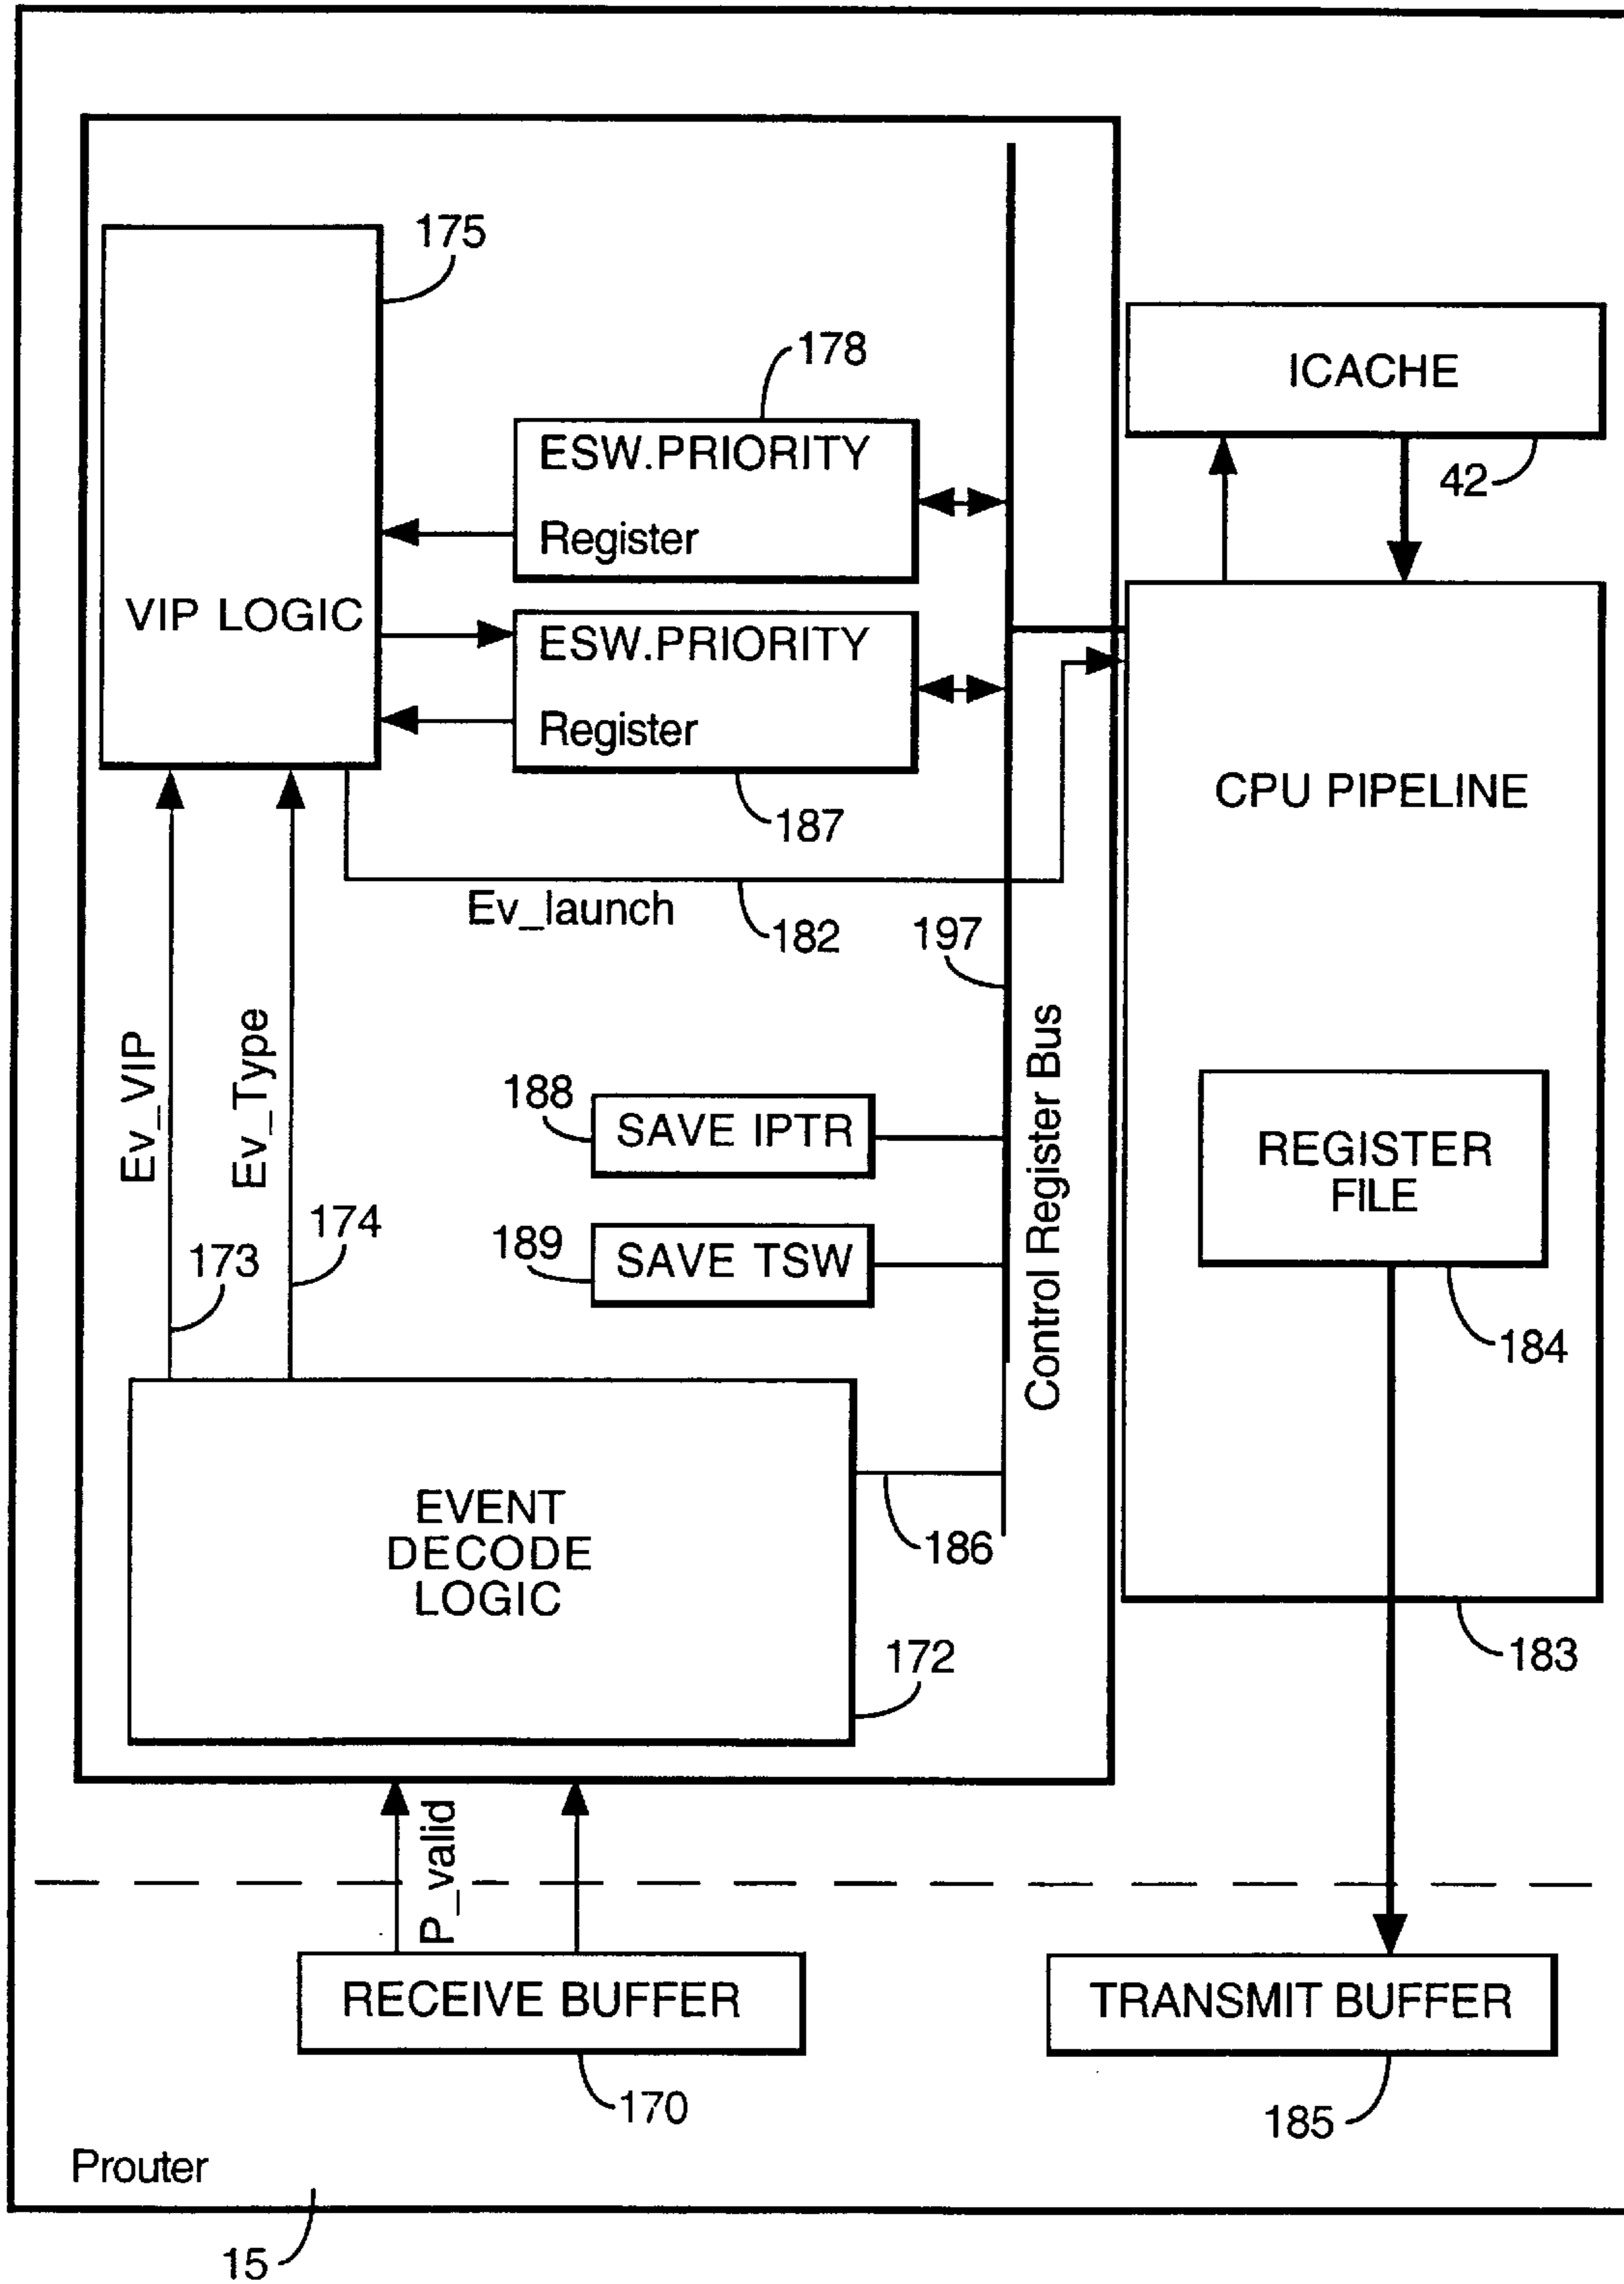 175
178
ICACHE
ESW.PRIORITY
Register
42
VIP LOGIC
ESW.PRIORITY
Register
CPU PIPELINE
187
Ev_launch
182
197
Ev_VIP
Ev_Type
Control Register Bus
188
SAVE IPTR
REGISTER
FILE
173
174
189
SAVE TSW
184
EVENT
DECODE
LOGIC
186
172
183
P_valid
RECEIVE BUFFER
TRANSMIT BUFFER
170
185
Prouter
15